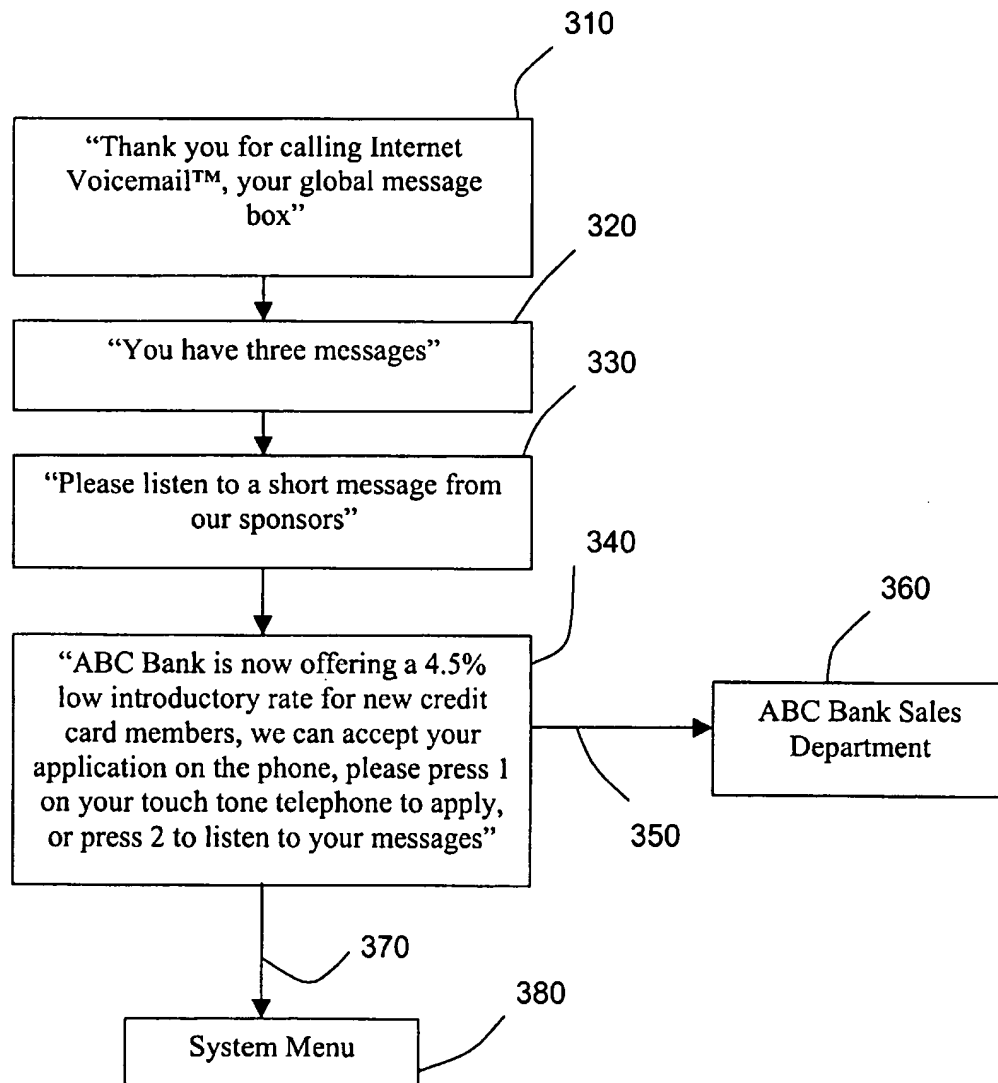 310
“Thank you for calling Internet
Voicemail™, your global message
box”
320
“You have three messages”
330
“Please listen to a short message from
our sponsors”
340
“ABC Bank is now offering a 4.5%
low introductory rate for new credit
card members, we can accept your
application on the phone, please press 1
on your touch tone telephone to apply,
or press 2 to listen to your messages”
350
360
ABC Bank Sales
Department
370
380
System Menu